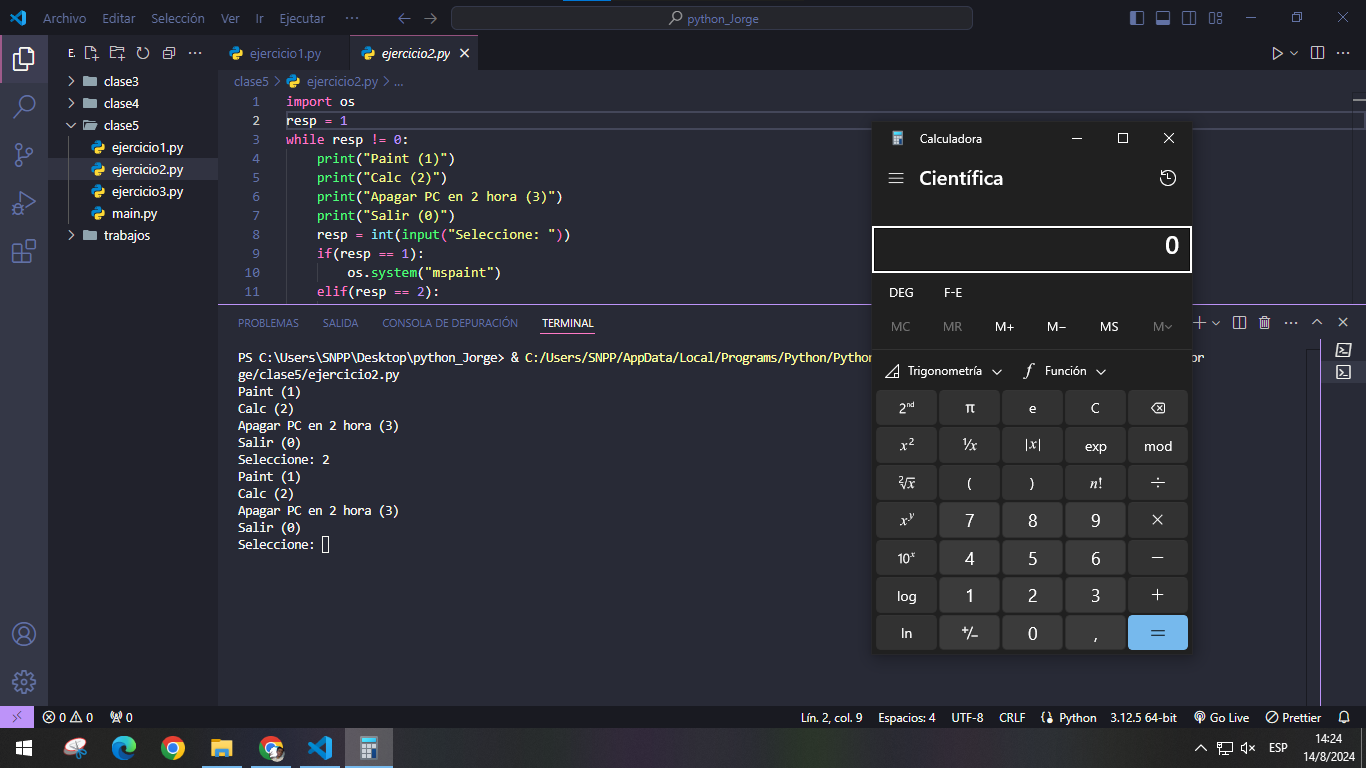 Archivo Editar Selección Ver Ir Ejecutar ··· python_Jorge
E. ··· ejercicio1.py ejercicio2.py
clase3
clase4
clase5
ejercicio1.py
ejercicio2.py
ejercicio3.py
main.py
trabajos
clase5 > ejercicio2.py > ...
1 import os
2 resp = 1
3 while resp != 0:
4 print("Paint (1)")
5 print("Calc (2)")
6 print("Apagar PC en 2 hora (3)")
7 print("Salir (0)")
8 resp = int(input("Seleccione: "))
9 if(resp == 1):
10 os.system("mspaint")
11 elif(resp == 2):
PROBLEMAS SALIDA CONSOLA DE DEPURACIÓN TERMINAL
PS C:\Users\SNPP\Desktop\python_Jorge> & C:/Users/SNPP/AppData/Local/Programs/Python/Python
or
ge/clase5/ejercicio2.py
Paint (1)
Calc (2)
Apagar PC en 2 hora (3)
Salir (0)
Seleccione: 2
Paint (1)
Calc (2)
Apagar PC en 2 hora (3)
Salir (0)
Seleccione:
Calculadora
Científica
0
DEG F-E
MC MR M+ M− MS M˅
Trigonometría f Función
2ⁿᵈ π e C
x² ¹/x |x| exp mod
²√x ( ) n! ÷
xʸ 7 8 9 ×
10ˣ 4 5 6 −
log 1 2 3 +
ln +/− 0 , =
0 0 0 Lín. 2, col. 9 Espacios: 4 UTF-8 CRLF Python 3.12.5 64-bit Go Live Prettier
ESP 14:24
14/8/2024